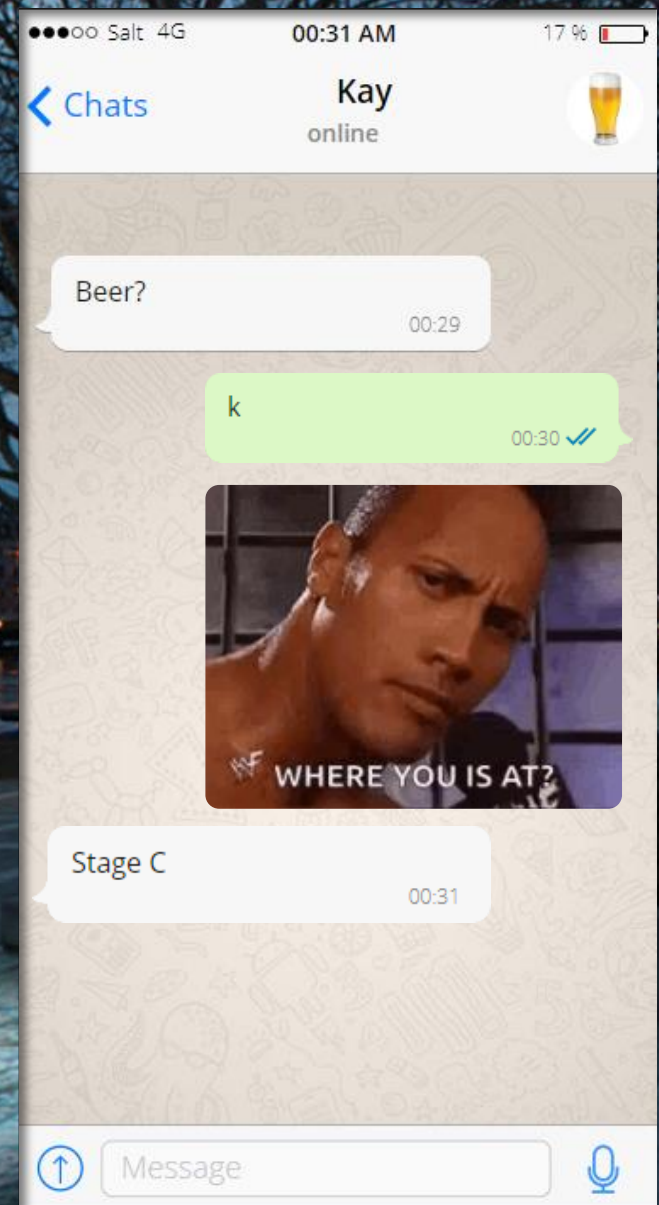 Salt 4G 00:31 AM 17 %
Chats Kay
online
Beer?
00:29
k
00:30
WF WHERE YOU IS AT?
Stage C
00:31
Message